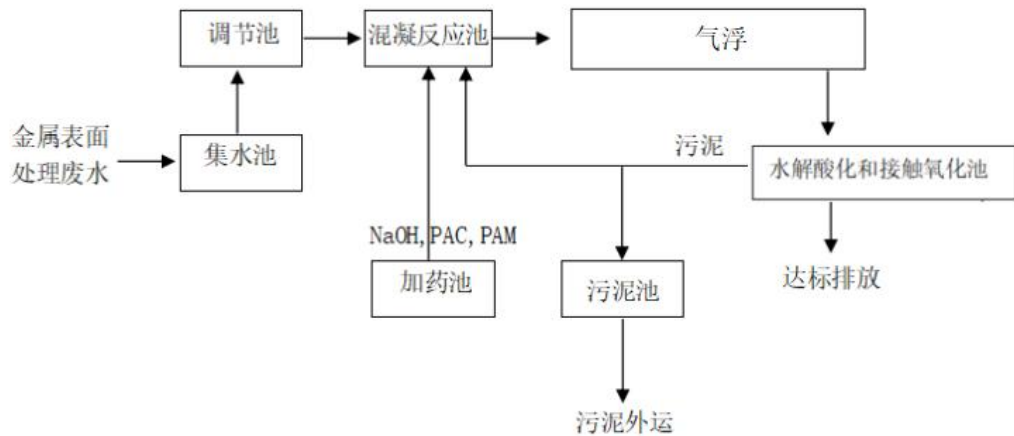 调节池
混凝反应池
气浮
金属表面
处理废水
集水池
污泥
水解酸化和接触氧化池
NaOH,PAC,PAM
加药池
污泥池
达标排放
污泥外运